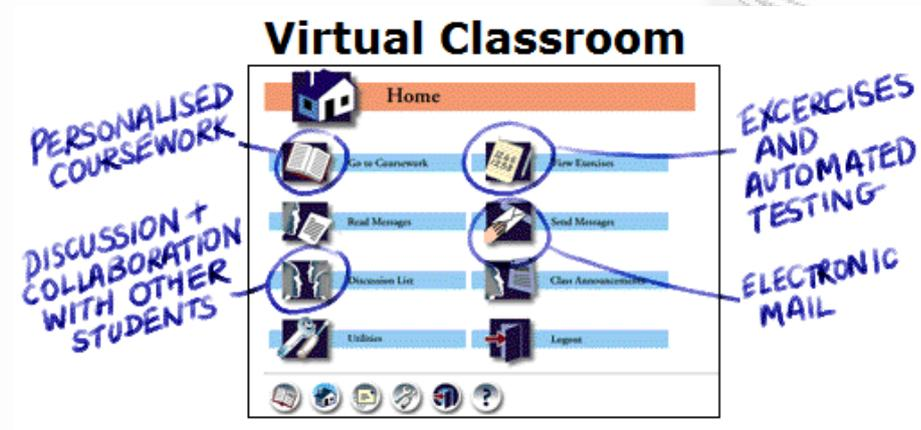 Virtual Classroom
Home
PERSONALISED
COURSEWORK
EXCERCISES
AND
AUTOMATED
TESTING
Go to Coursework
View Exercises
Read Messages
Send Messages
DISCUSSION +
COLLABORATION
WITH OTHER
STUDENTS
Discussion List
Class Announcements
ELECTRONIC
MAIL
Utilities
Logout
?